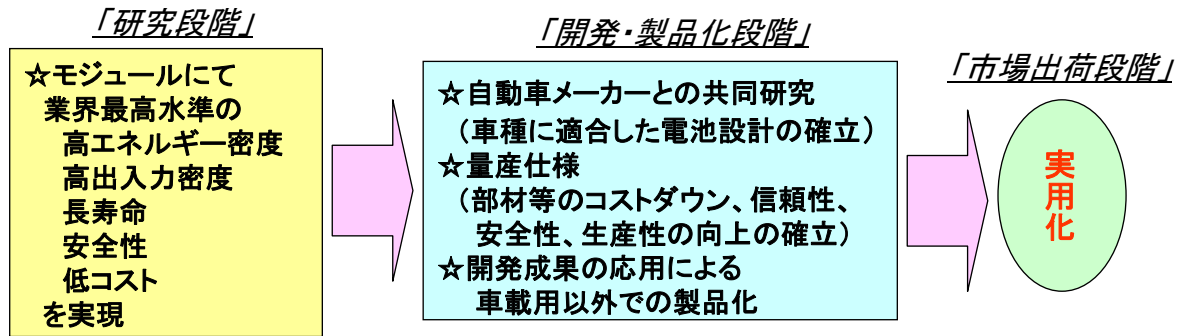 「研究段階」
☆モジュールにて
業界最高水準の
高エネルギー密度
高出入力密度
長寿命
安全性
低コスト
を実現
「開発・製品化段階」
☆自動車メーカーとの共同研究
(車種に適合した電池設計の確立)
☆量産仕様
(部材等のコストダウン、信頼性、
安全性、生産性の向上の確立)
☆開発成果の応用による
車載用以外での製品化
「市場出荷段階」
実用化